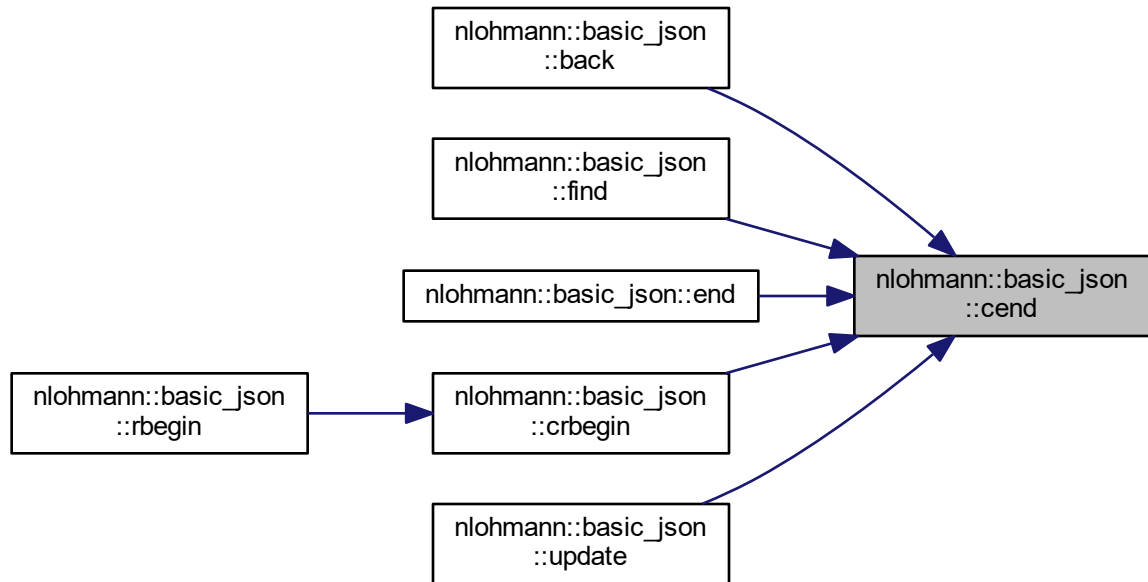 nlohmann::basic_json
::back
nlohmann::basic_json
::find
nlohmann::basic_json
::cend
nlohmann::basic_json::end
nlohmann::basic_json
::rbegin
nlohmann::basic_json
::crbegin
nlohmann::basic_json
::update